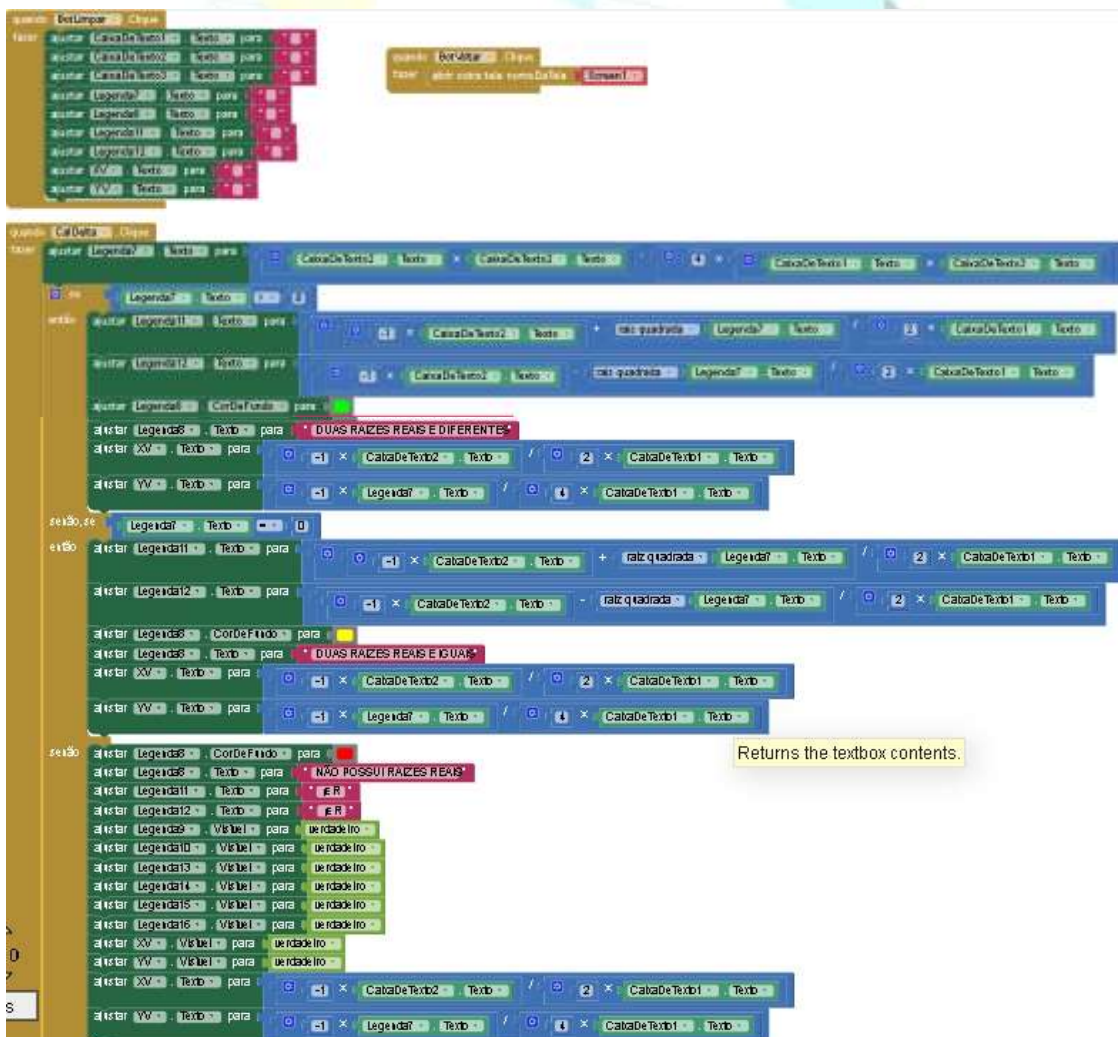 quando BotLimpar . Clique
fazer ajustar CaixaDeTexto1 . Texto para " "
ajustar CaixaDeTexto2 . Texto para " "
ajustar CaixaDeTexto3 . Texto para " "
ajustar Legenda7 . Texto para " "
ajustar Legenda8 . Texto para " "
ajustar Legenda11 . Texto para " "
ajustar Legenda12 . Texto para " "
ajustar XV . Texto para " "
ajustar YV . Texto para " "
quando BotVoltar . Clique
fazer abrir outra tela nomeDaTela Screen1
quando CalDelta . Clique
fazer ajustar Legenda7 . Texto para CaixaDeTexto2 . Texto × CaixaDeTexto2 . Texto - 4 × CaixaDeTexto1 . Texto × CaixaDeTexto3 . Texto
se Legenda7 . Texto > 0
então ajustar Legenda11 . Texto para -1 × CaixaDeTexto2 . Texto + raiz quadrada Legenda7 . Texto / 2 × CaixaDeTexto1 . Texto
ajustar Legenda12 . Texto para -1 × CaixaDeTexto2 . Texto - raiz quadrada Legenda7 . Texto / 2 × CaixaDeTexto1 . Texto
ajustar Legenda8 . CorDeFundo para
ajustar Legenda8 . Texto para " DUAS RAIZES REAIS E DIFERENTES "
ajustar XV . Texto para -1 × CaixaDeTexto2 . Texto / 2 × CaixaDeTexto1 . Texto
ajustar YV . Texto para -1 × Legenda7 . Texto / 4 × CaixaDeTexto1 . Texto
senão, se Legenda7 . Texto = 0
então ajustar Legenda11 . Texto para -1 × CaixaDeTexto2 . Texto + raiz quadrada Legenda7 . Texto / 2 × CaixaDeTexto1 . Texto
ajustar Legenda12 . Texto para -1 × CaixaDeTexto2 . Texto - raiz quadrada Legenda7 . Texto / 2 × CaixaDeTexto1 . Texto
ajustar Legenda8 . CorDeFundo para
ajustar Legenda8 . Texto para " DUAS RAIZES REAIS E IGUAIS "
ajustar XV . Texto para -1 × CaixaDeTexto2 . Texto / 2 × CaixaDeTexto1 . Texto
ajustar YV . Texto para -1 × Legenda7 . Texto / 4 × CaixaDeTexto1 . Texto
Returns the textbox contents.
senão ajustar Legenda8 . CorDeFundo para
ajustar Legenda8 . Texto para " NÃO POSSUI RAIZES REAIS "
ajustar Legenda11 . Texto para " ∉ R "
ajustar Legenda12 . Texto para " ∉ R "
ajustar Legenda9 . Visível para verdadeiro
ajustar Legenda10 . Visível para verdadeiro
ajustar Legenda13 . Visível para verdadeiro
ajustar Legenda14 . Visível para verdadeiro
ajustar Legenda15 . Visível para verdadeiro
ajustar Legenda16 . Visível para verdadeiro
ajustar XV . Visível para verdadeiro
ajustar YV . Visível para verdadeiro
0
ajustar XV . Texto para -1 × CaixaDeTexto2 . Texto / 2 × CaixaDeTexto1 . Texto
s
ajustar YV . Texto para -1 × Legenda7 . Texto / 4 × CaixaDeTexto1 . Texto